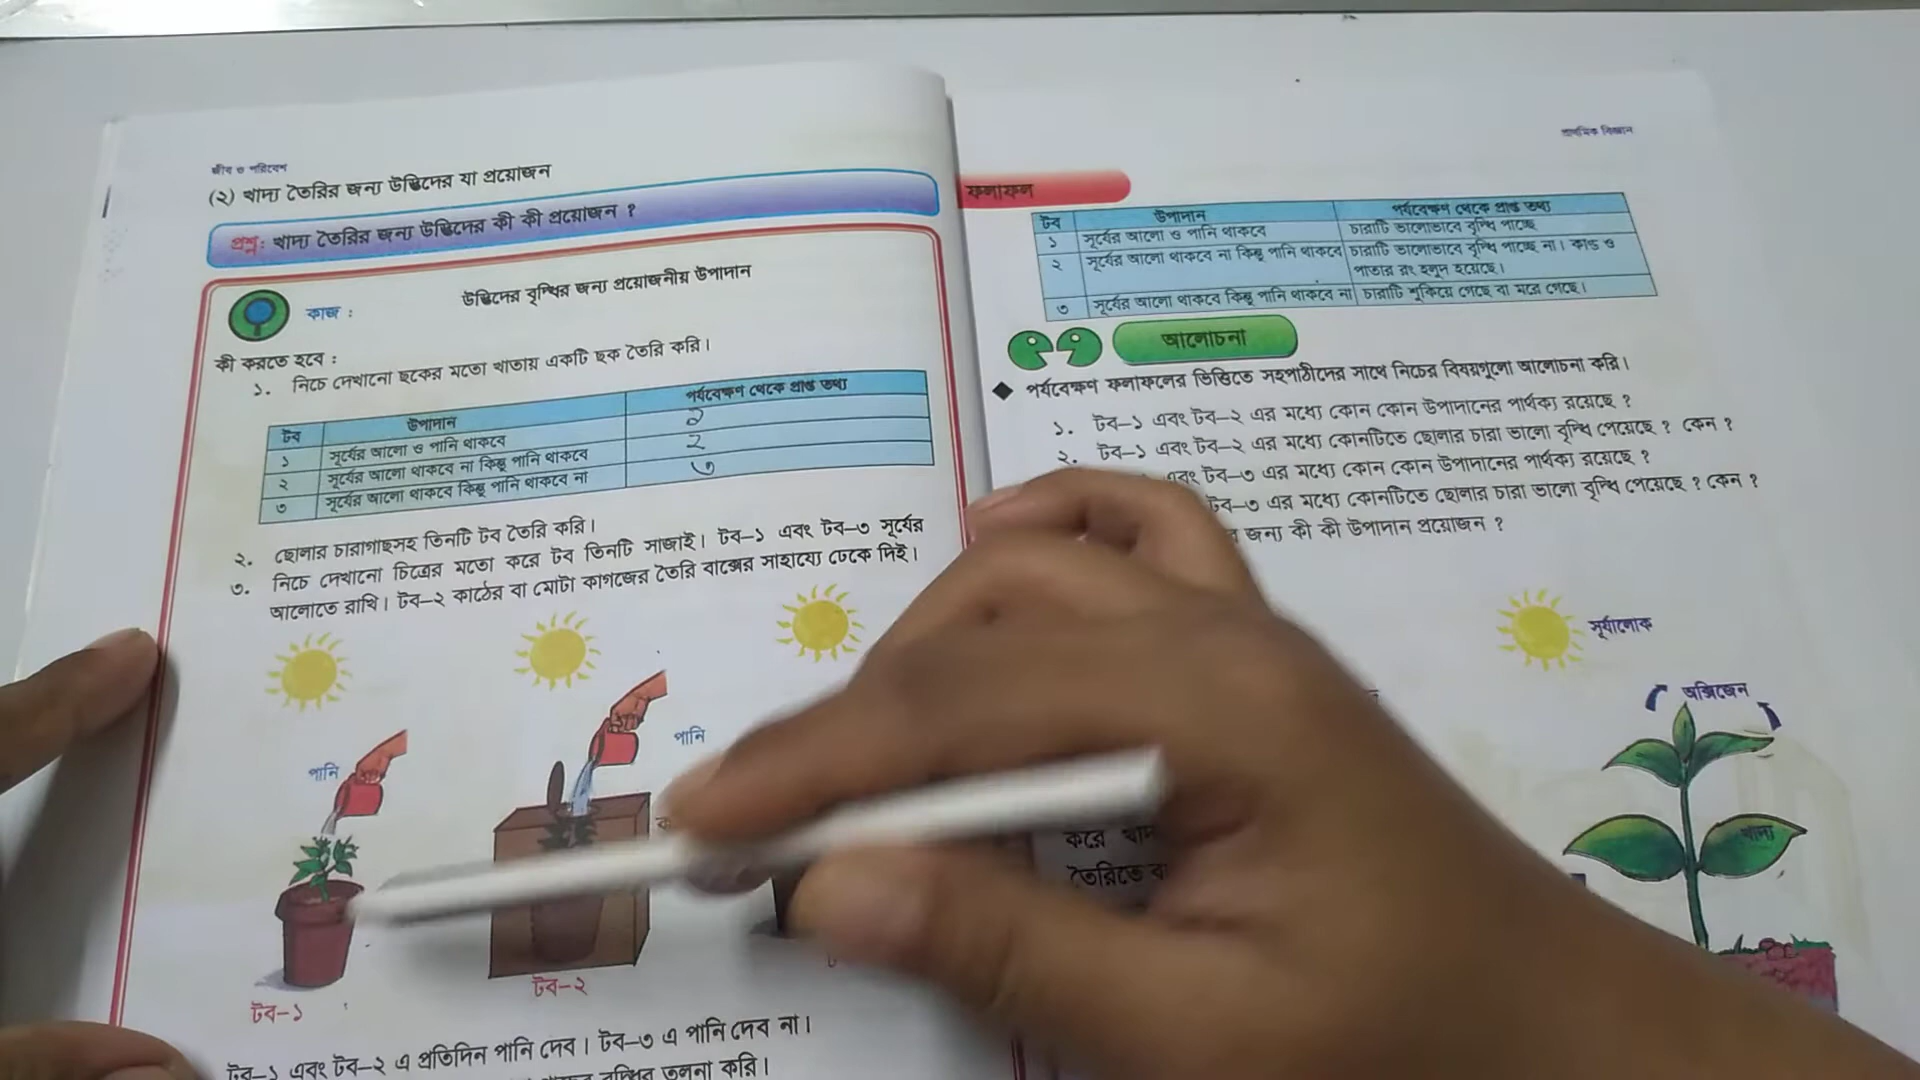 জীব ও পরিবেশ
(২) খাদ্য তৈরির জন্য উদ্ভিদের যা প্রয়োজন
প্রশ্ন: খাদ্য তৈরির জন্য উদ্ভিদের কী কী প্রয়োজন ?
কাজ :
উদ্ভিদের বৃদ্ধির জন্য প্রয়োজনীয় উপাদান
কী করতে হবে :
১. নিচে দেখানো ছকের মতো খাতায় একটি ছক তৈরি করি।
টব উপাদান পর্যবেক্ষণ থেকে প্রাপ্ত তথ্য
১ সূর্যের আলো ও পানি থাকবে
২ সূর্যের আলো থাকবে না কিন্তু পানি থাকবে ২
৩ সূর্যের আলো থাকবে কিন্তু পানি থাকবে না ৩
২. ছোলার চারাগাছসহ তিনটি টব তৈরি করি।
৩. নিচে দেখানো চিত্রের মতো করে টব তিনটি সাজাই। টব–১ এবং টব–৩ সূর্যের
আলোতে রাখি। টব–২ কাঠের বা মোটা কাগজের তৈরি বাক্সের সাহায্যে ঢেকে দিই।
পানি
পানি
টব–১
টব–২
টব–১ এবং টব–২ এ প্রতিদিন পানি দেব। টব–৩ এ পানি দেব না।
বৃদ্ধির তুলনা করি।
প্রাথমিক বিজ্ঞান
ফলাফল
টব উপাদান পর্যবেক্ষণ থেকে প্রাপ্ত তথ্য
১ সূর্যের আলো ও পানি থাকবে চারাটি ভালোভাবে বৃদ্ধি পাচ্ছে
২ সূর্যের আলো থাকবে না কিন্তু পানি থাকবে চারাটি ভালোভাবে বৃদ্ধি পাচ্ছে না। কান্ড ও
পাতার রং হলুদ হয়েছে।
৩ সূর্যের আলো থাকবে কিন্তু পানি থাকবে না চারাটি শুকিয়ে গেছে বা মরে গেছে।
আলোচনা
পর্যবেক্ষণ ফলাফলের ভিত্তিতে সহপাঠীদের সাথে নিচের বিষয়গুলো আলোচনা করি।
১. টব–১ এবং টব–২ এর মধ্যে কোন কোন উপাদানের পার্থক্য রয়েছে ?
২. টব–১ এবং টব–২ এর মধ্যে কোনটিতে ছোলার চারা ভালো বৃদ্ধি পেয়েছে ? কেন ?
এবং টব–৩ এর মধ্যে কোন কোন উপাদানের পার্থক্য রয়েছে ?
টব–৩ এর মধ্যে কোনটিতে ছোলার চারা ভালো বৃদ্ধি পেয়েছে ? কেন ?
জন্য কী কী উপাদান প্রয়োজন ?
সূর্যালোক
অক্সিজেন
খাদ্য
করে
তৈরিতে